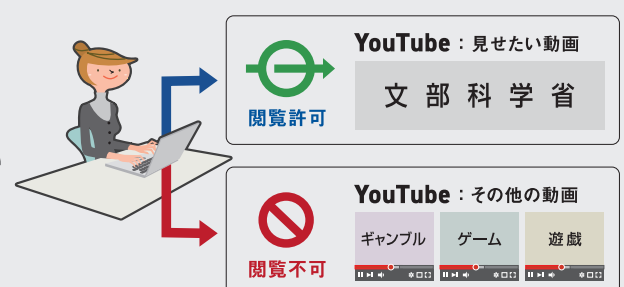 YouTube：見せたい動画
文部科学省
閲覧許可
YouTube：その他の動画
ギャンブル
ゲーム
遊戯
閲覧不可